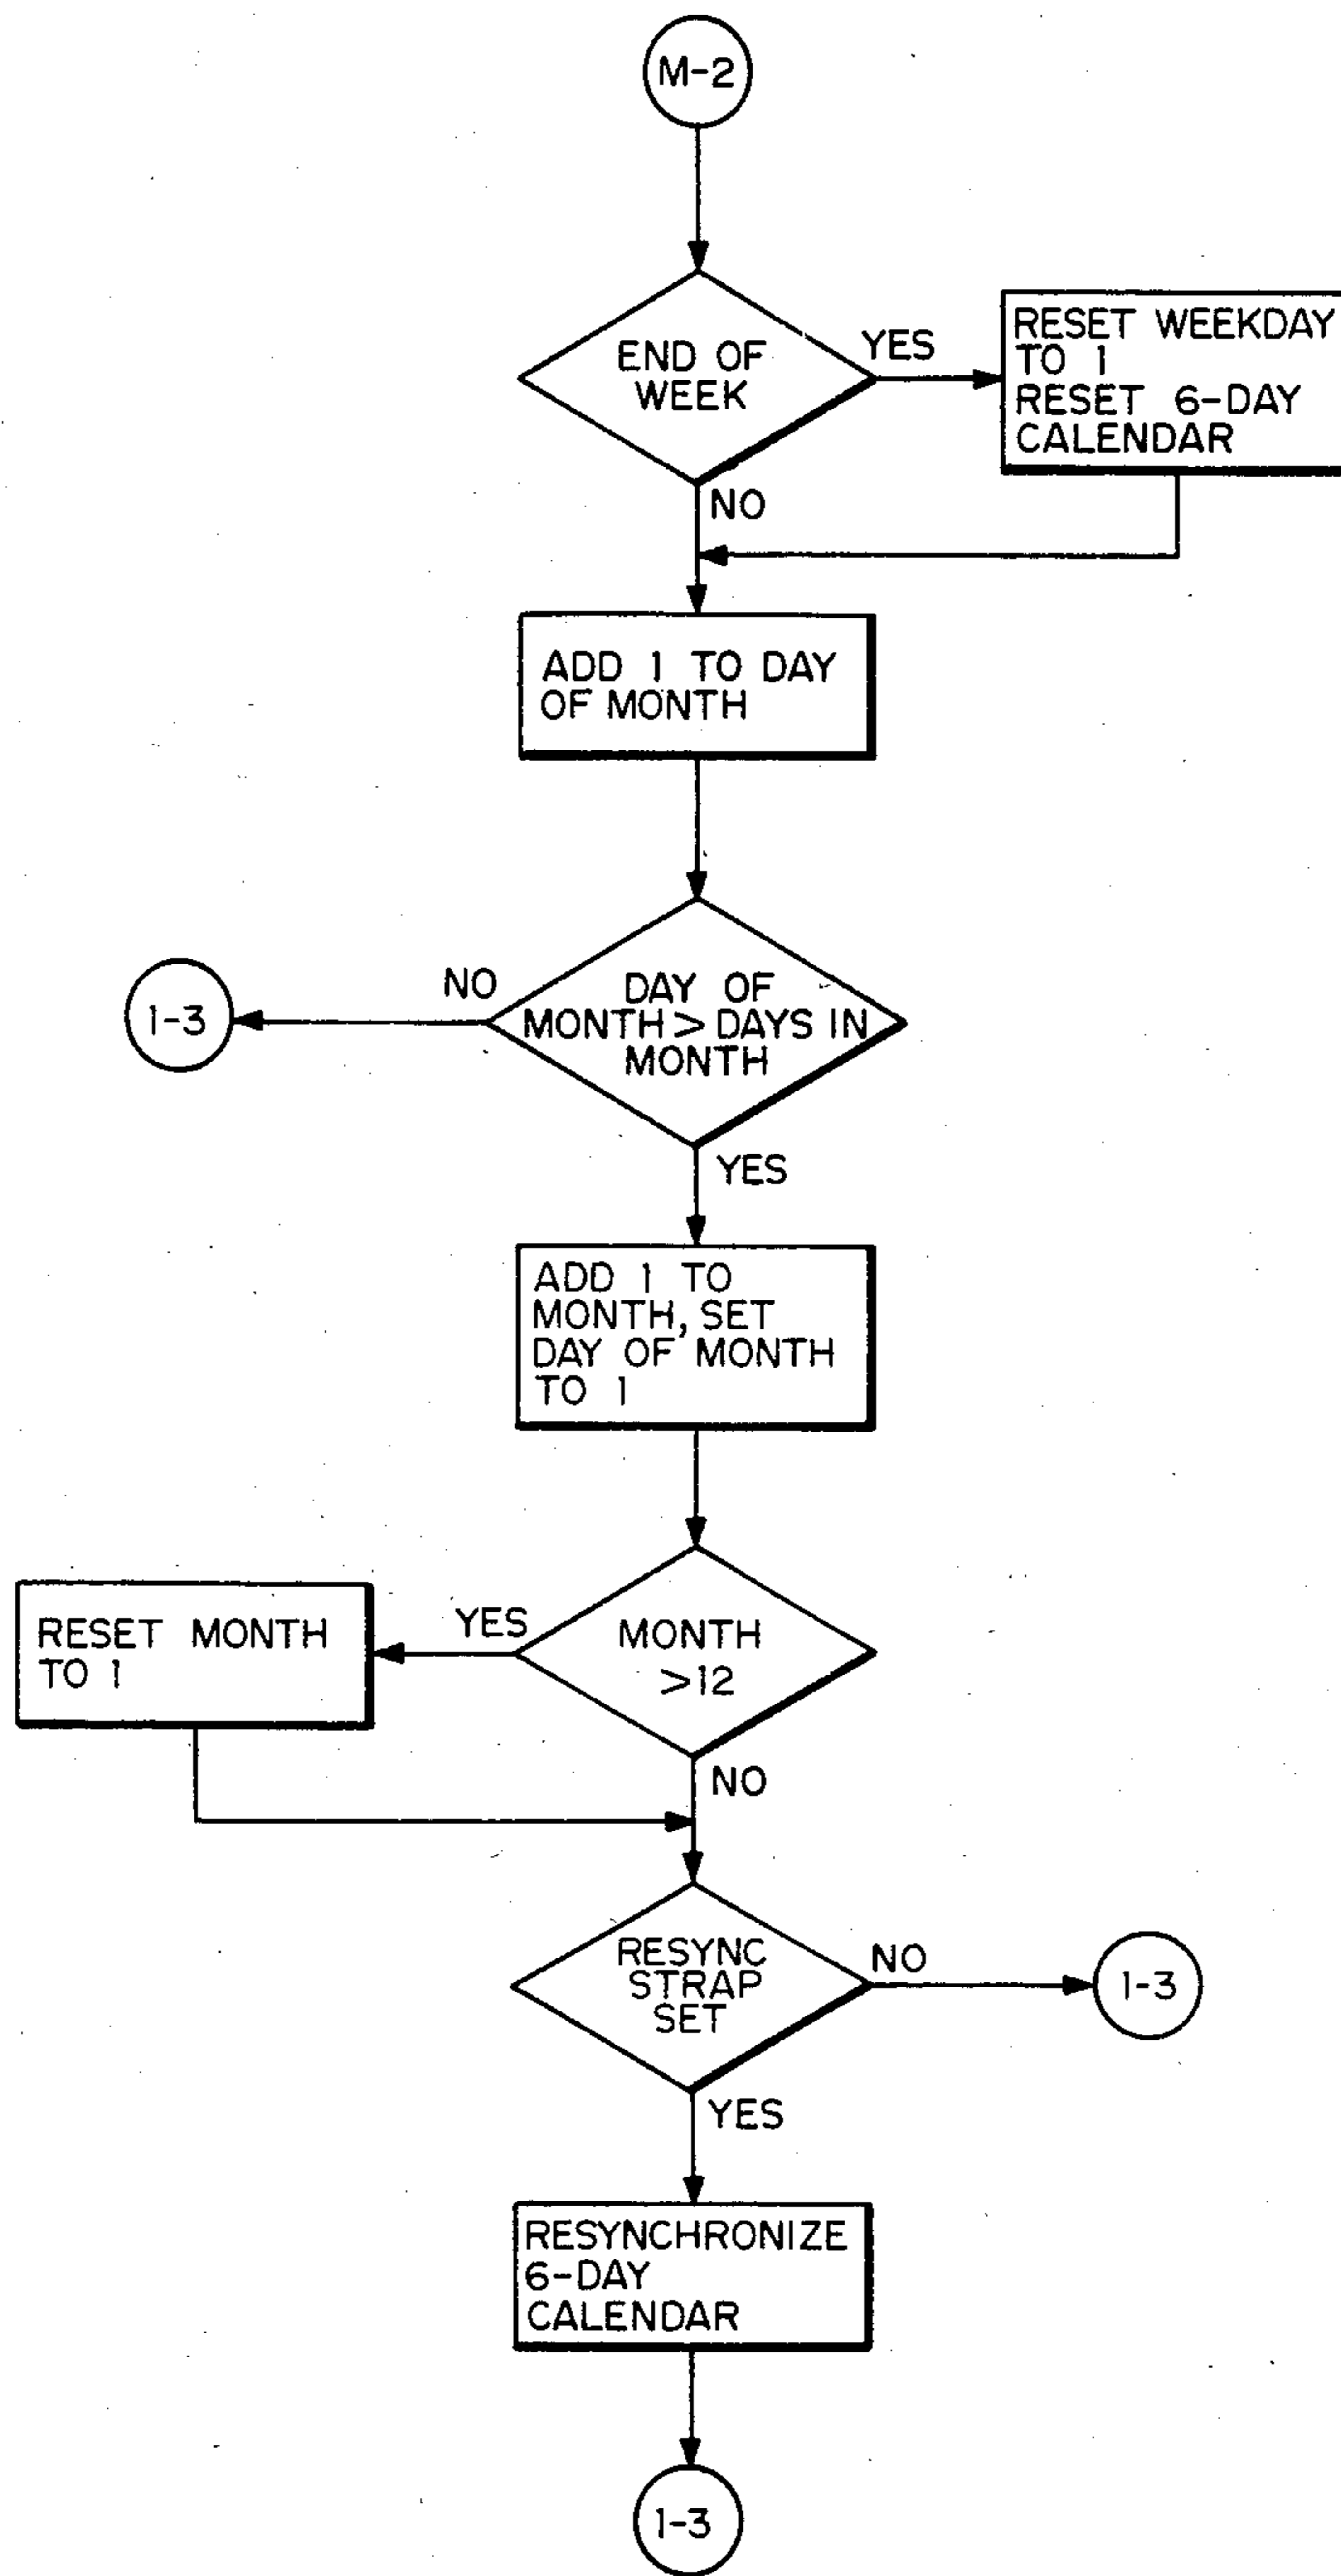 M-2
END OF
WEEK
YES
RESET WEEKDAY
TO 1
RESET 6-DAY
CALENDAR
NO
ADD 1 TO DAY
OF MONTH
NO
1-3
DAY OF
MONTH > DAYS IN
MONTH
YES
ADD 1 TO
MONTH, SET
DAY OF MONTH
TO 1
RESET MONTH
TO 1
YES
MONTH
>12
NO
RESYNC
STRAP
SET
NO
1-3
YES
RESYNCHRONIZE
6-DAY
CALENDAR
1-3